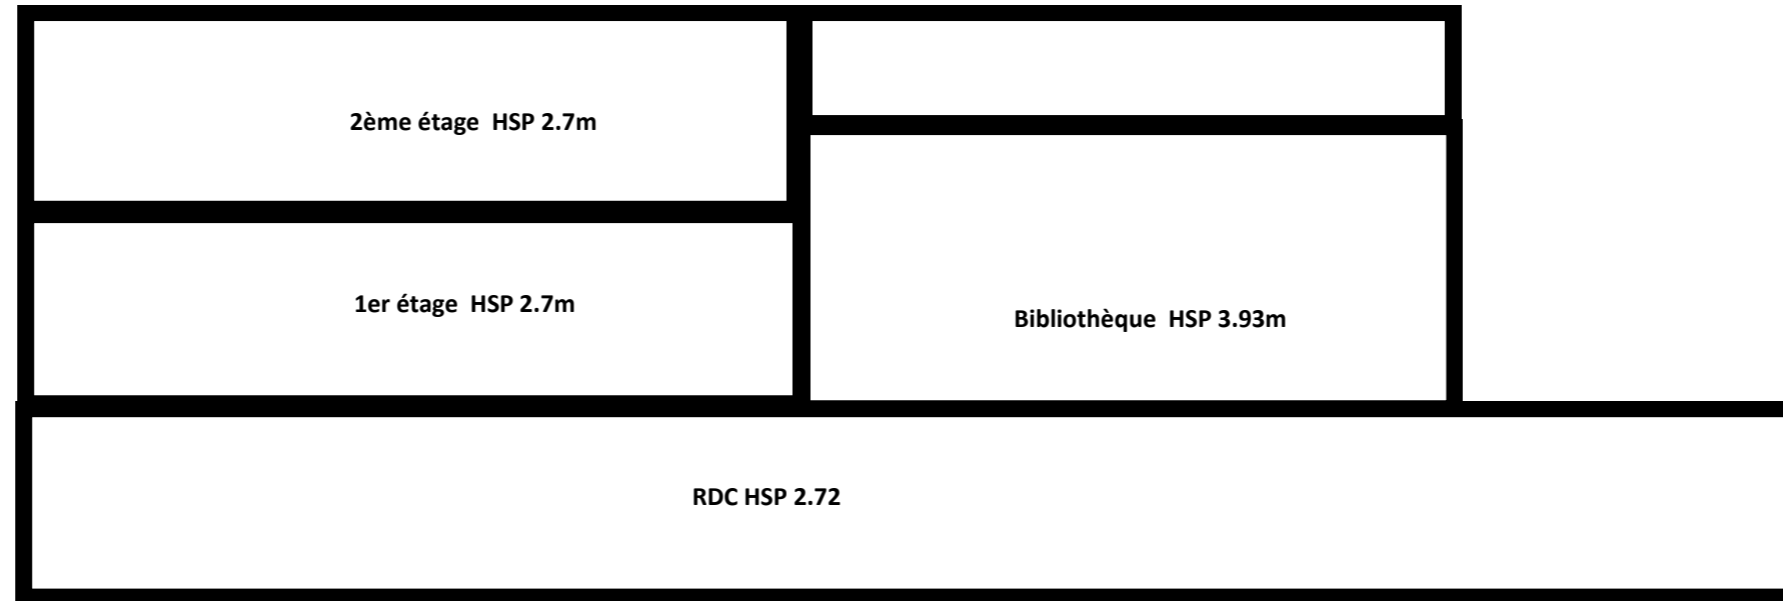 2ème étage  HSP 2.7m
1er étage  HSP 2.7m
Bibliothèque  HSP 3.93m
RDC HSP 2.72